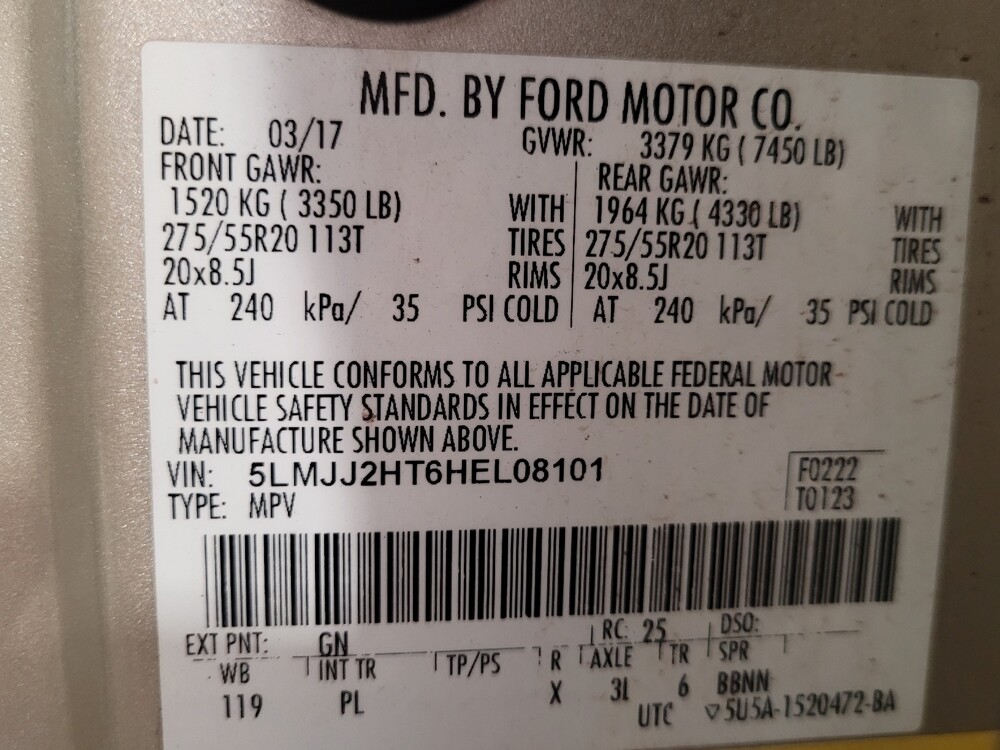 MFD. BY FORD MOTOR CO.
DATE: 03/17 GVWR: 3379 KG ( 7450 LB)
FRONT GAWR: REAR GAWR:
1520 KG ( 3350 LB) WITH 1964 KG ( 4330 LB) WITH
275/55R20 113T TIRES 275/55R20 113T TIRES
20x8.5J RIMS 20x8.5J RIMS
AT 240 kPa/ 35 PSI COLD AT 240 kPa/ 35 PSI COLD
THIS VEHICLE CONFORMS TO ALL APPLICABLE FEDERAL MOTOR
VEHICLE SAFETY STANDARDS IN EFFECT ON THE DATE OF
MANUFACTURE SHOWN ABOVE.
VIN: 5LMJJ2HT6HEL08101 F0222
TYPE: MPV T0123
EXT PNT: GN RC: 25 DSO:
WB INT TR TP/PS R AXLE TR SPR
119 PL X 3L 6 BBNN
UTC ▽5U5A-1520472-BA